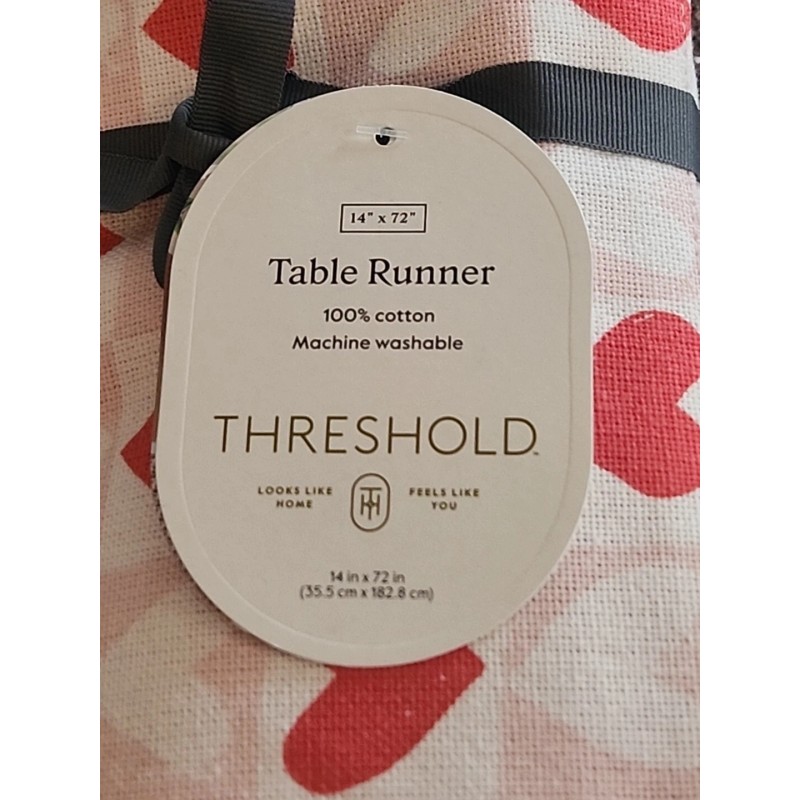 14" x 72"
Table Runner
100% cotton
Machine washable
THRESHOLD™
LOOKS LIKE HOME
FEELS LIKE YOU
14 in x 72 in
(35.5 cm x 182.8 cm)